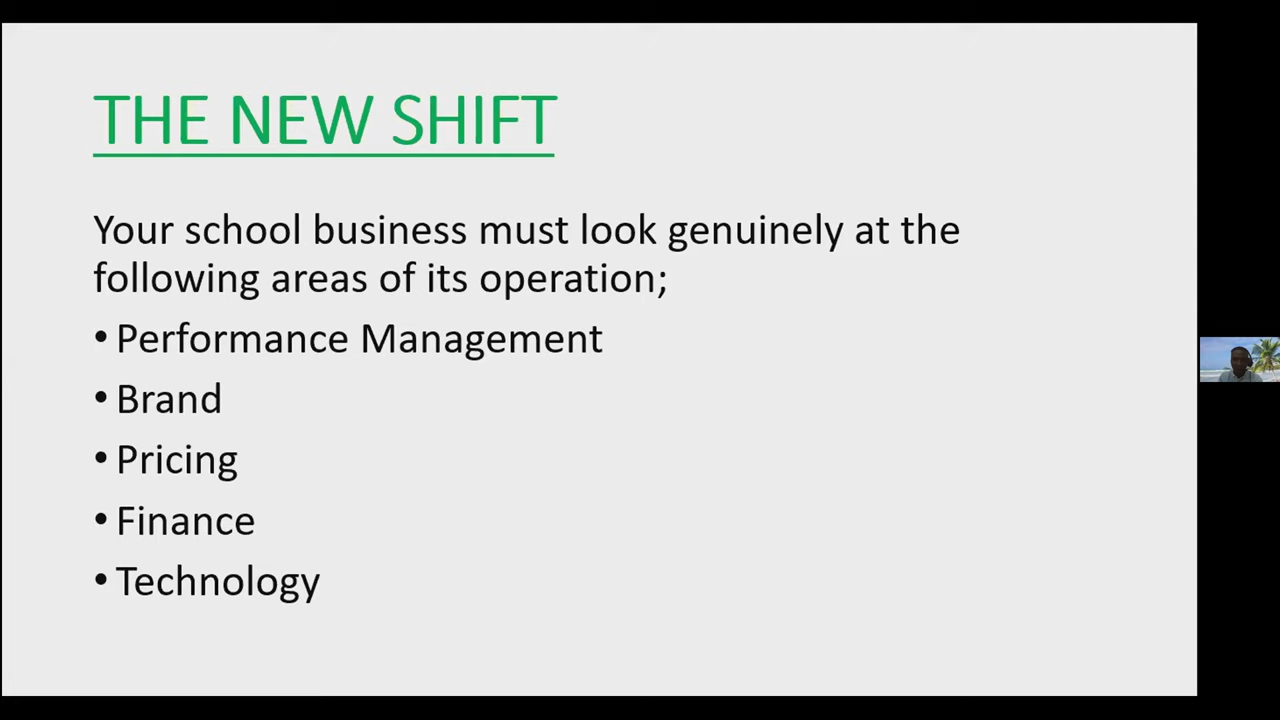 THE NEW SHIFT
Your school business must look genuinely at the
following areas of its operation;
• Performance Management
• Brand
• Pricing
• Finance
• Technology